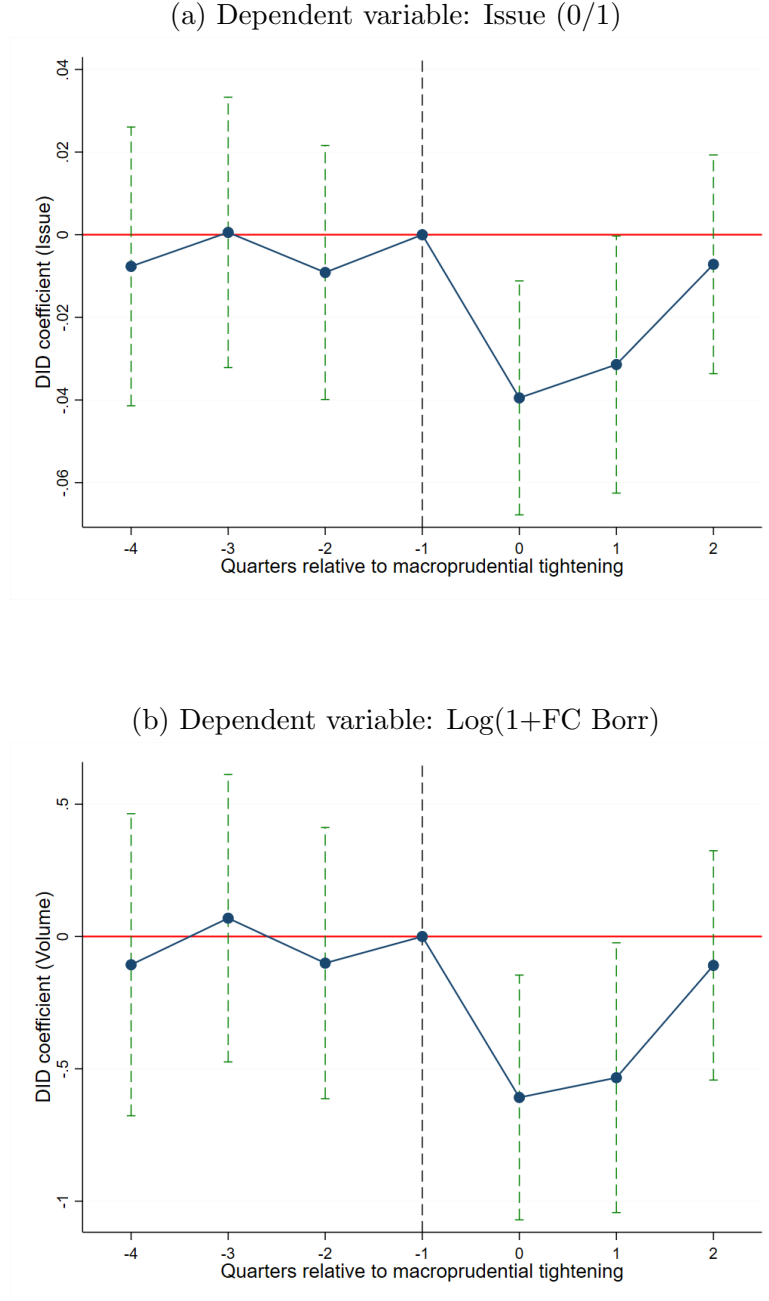 (a) Dependent variable: Issue (0/1)
.04
.02
0
-.02
-.04
-.06
DID coefficient (Issue)
-4 -3 -2 -1 0 1 2
Quarters relative to macroprudential tightening
(b) Dependent variable: Log(1+FC Borr)
.5
0
-.5
-1
DID coefficient (Volume)
-4 -3 -2 -1 0 1 2
Quarters relative to macroprudential tightening